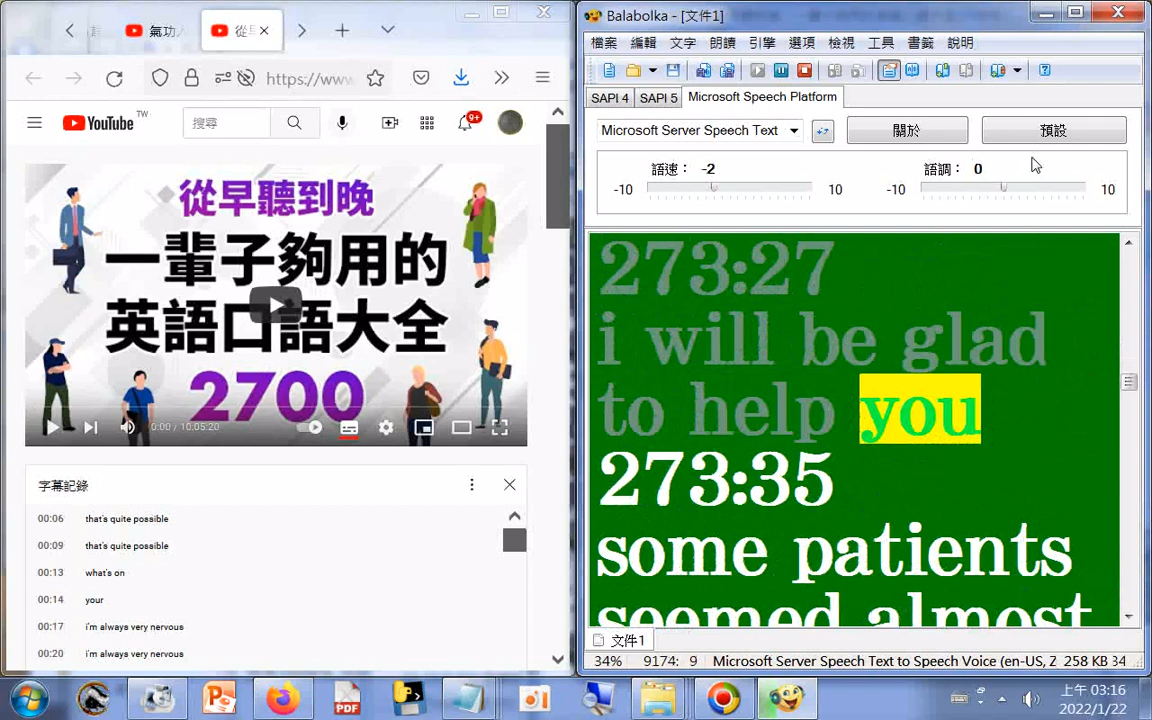 氣功
從
https://www
YouTube TW
搜尋
9+
從早聽到晚
一輩子夠用的
英語口語大全
2700
0:00 / 10:05:20
字幕記錄
00:06 that's quite possible
00:09 that's quite possible
00:13 what's on
00:14 your
00:17 i'm always very nervous
00:20 i'm always very nervous
Balabolka - [文件1]
檔案 編輯 文字 朗讀 引擎 選項 檢視 工具 書籤 說明
SAPI 4 SAPI 5 Microsoft Speech Platform
Microsoft Server Speech Text 關於 預設
語速： -2 語調： 0
-10 10 -10 10
273:27
i will be glad
to help you
273:35
some patients
seemed almost
文件1
34% 9174: 9 Microsoft Server Speech Text to Speech Voice (en-US, Z 258 KB 34
PDF
上午 03:16
2022/1/22